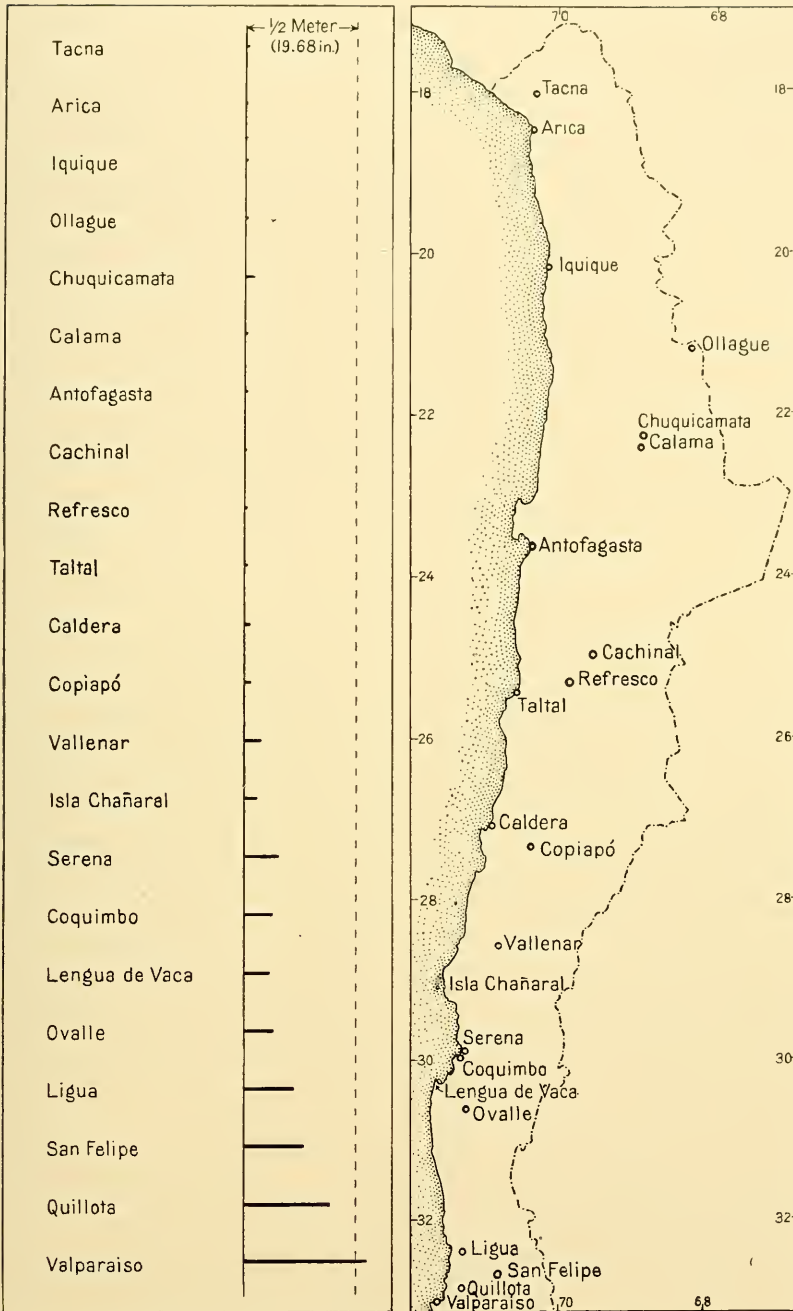 ½ Meter
(19.68 in.)
Tacna
Arica
Iquique
Ollague
Chuquicamata
Calama
Antofagasta
Cachinal
Refresco
Taltal
Caldera
Copiapó
Vallenar
Isla Chañaral
Serena
Coquimbo
Lengua de Vaca
Ovalle
Ligua
San Felipe
Quillota
Valparaiso
70 68
18 18
Tacna
Arica
20 20
Iquique
Ollague
22 22
Chuquicamata
Calama
Antofagasta
24 24
Cachinal
Refresco
Taltal
26 26
Caldera
Copiapó
28 28
Vallenar
Isla Chañaral
Serena
30 30
Coquimbo
Lengua de Vaca
Ovalle
32 32
Ligua
San Felipe
Quillota
Valparaiso
70 68